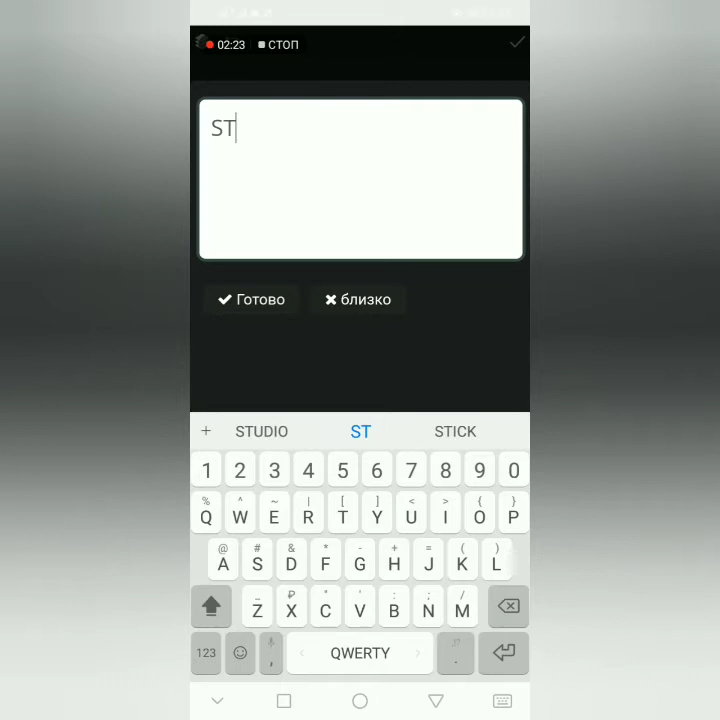 02:23 СТОП
ST
Готово близко
+ STUDIO ST STICK
1 2 3 4 5 6 7 8 9 0
% ^ ~ | [ ] < > { }
Q W E R T Y U I O P
@ # & * - + = ( )
A S D F G H J K L
_ ₽ " ' : ; /
Z X C V B N M
123 , QWERTY .